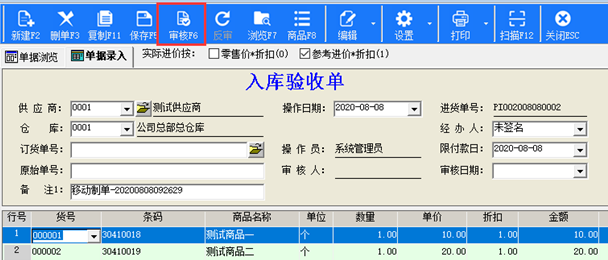 新建F2 删单F3 复制F11 保存F5 审核F6 反审 浏览F7 商品F8 编辑 设置 打印 扫描F12 关闭ESC
单据浏览 单据录入 实际进价按: 零售价*折扣(0) 参考进价*折扣(1)
入库验收单
供 应 商: 0001 测试供应商 操作日期: 2020-08-08 进货单号: PI002008080002
仓 库: 0001 公司总部总仓库 经 办 人: 未签名
订货单号: 操 作 员: 系统管理员 限付款日: 2020-08-08
原始单号: 审 核 人: 审核日期:
备 注1: 移动制单-20200808092629
行号 货号 条码 商品名称 单位 数量 单价 折扣 金额
1 000001 30410018 测试商品一 个 1.00 10.00 1.00 10.00
2 000002 30410019 测试商品二 个 1.00 20.00 1.00 20.00